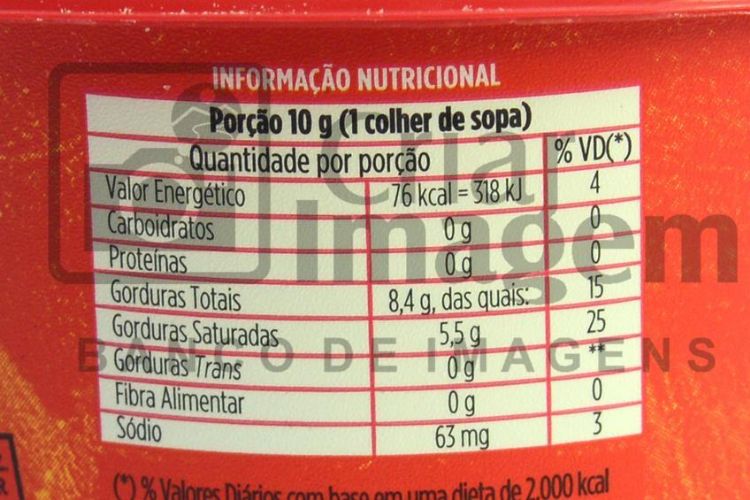 INFORMAÇÃO NUTRICIONAL
Porção 10 g (1 colher de sopa)
Quantidade por porção % VD(*)
Valor Energético 76 kcal = 318 kJ 4
Carboidratos 0 g 0
Proteínas 0 g 0
Gorduras Totais 8,4 g, das quais: 15
Gorduras Saturadas 5,5 g 25
Gorduras Trans 0 g **
Fibra Alimentar 0 g 0
Sódio 63 mg 3
(*) % Valores Diários com base em uma dieta de 2.000 kcal
Cria
Imagem
BANCO DE IMAGENS